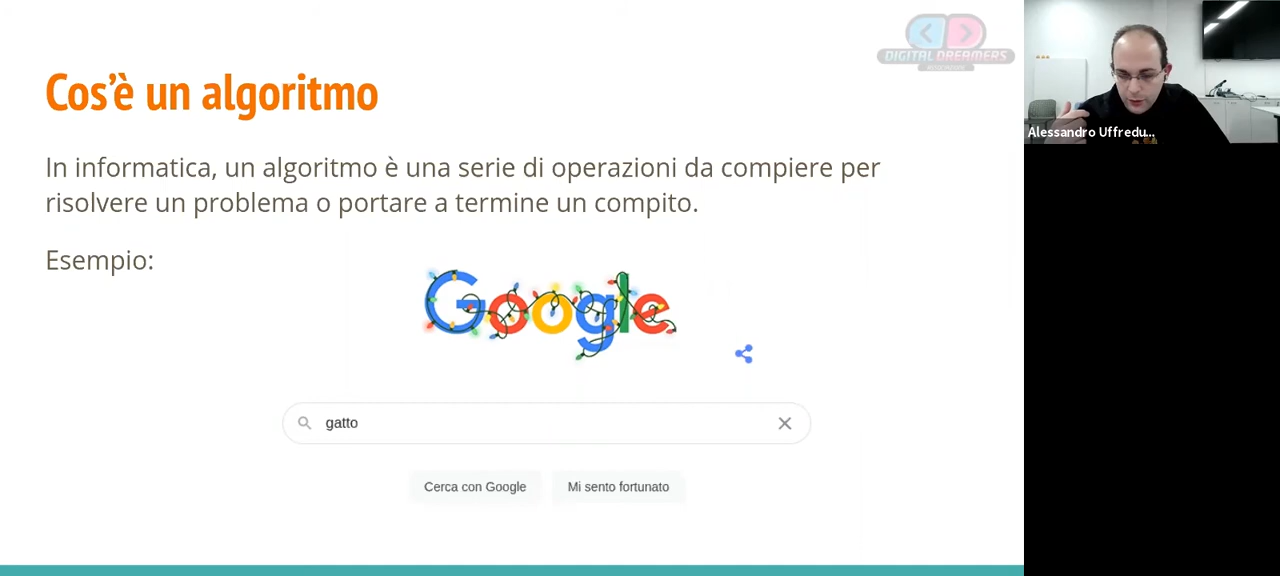 DIGITAL DREAMERS
Cos’è un algoritmo
In informatica, un algoritmo è una serie di operazioni da compiere per
risolvere un problema o portare a termine un compito.
Esempio:
Google
gatto
Cerca con Google
Mi sento fortunato
Alessandro Uffredu...